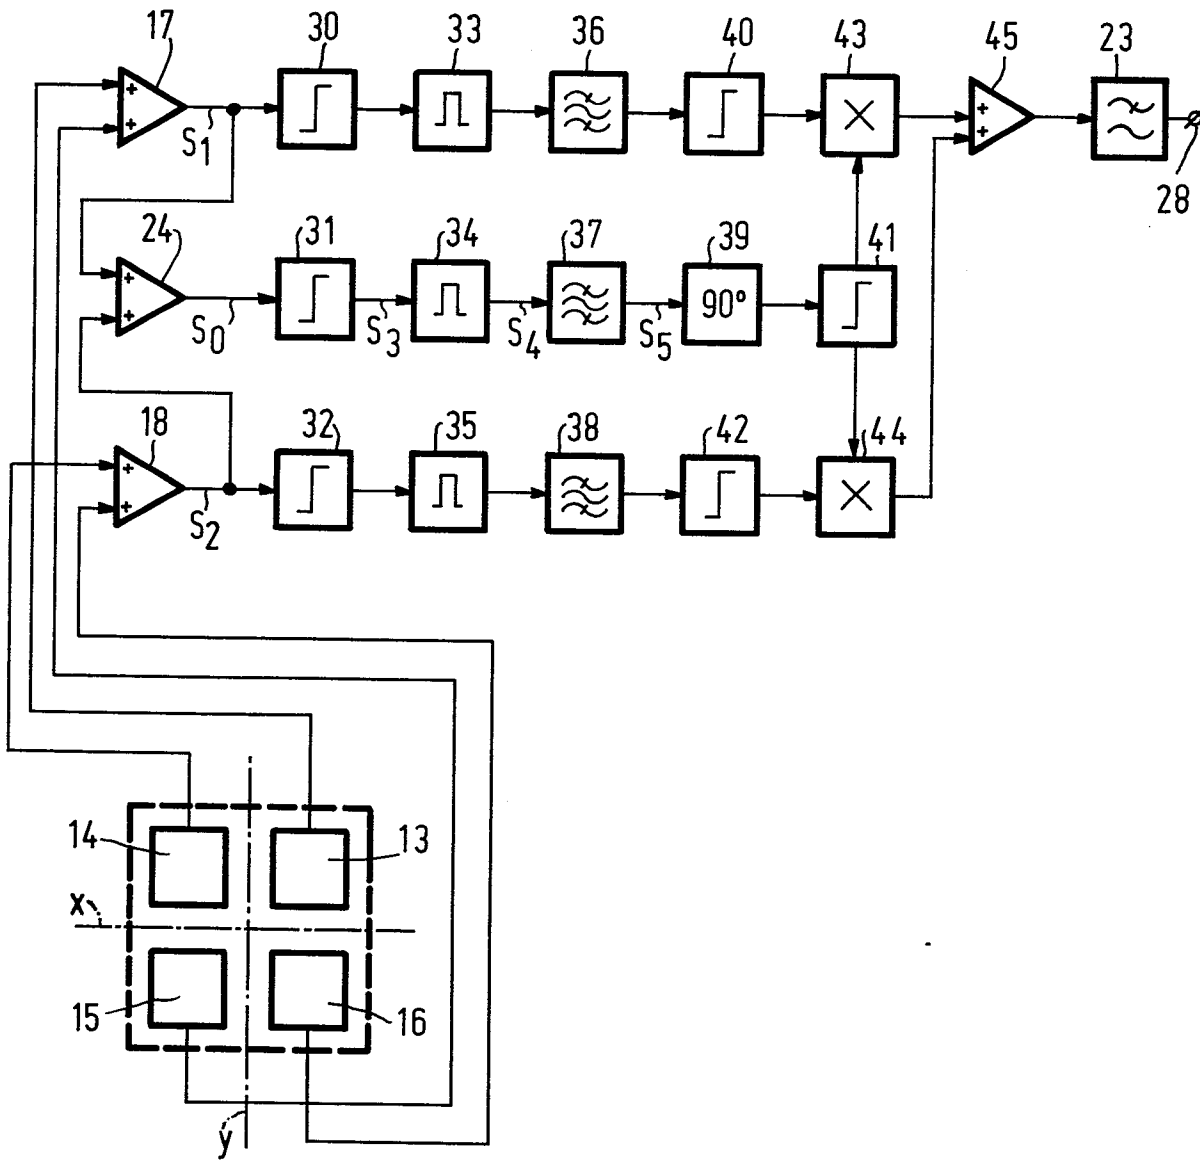 17 30 33 36 40 43 45 23
+ +
S1
× + +
28
24 31 34 37 39 41
+ +
S0 S3 S4 S5 90°
18 32 35 38 42 44
+ +
S2 ×
14 13
x
15 16
y